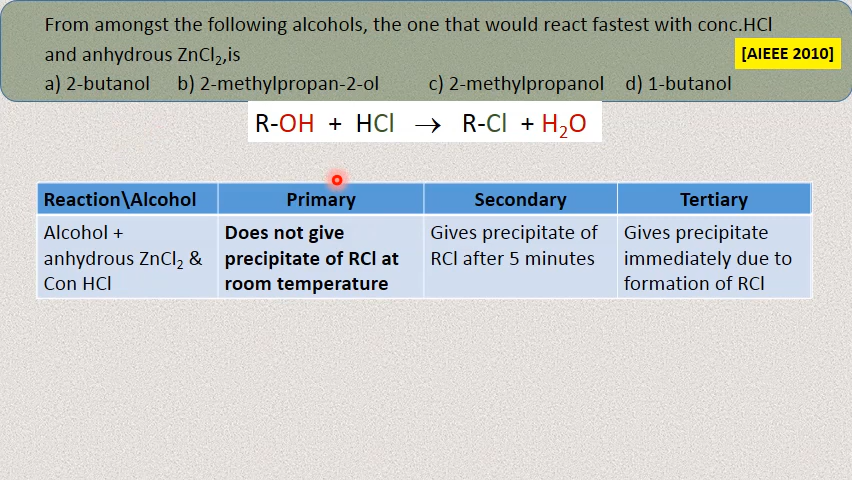 From amongst the following alcohols, the one that would react fastest with conc.HCl
and anhydrous ZnCl₂,is
[AIEEE 2010]
a) 2-butanol b) 2-methylpropan-2-ol c) 2-methylpropanol d) 1-butanol
R-OH + HCl → R-Cl + H₂O
Reaction\Alcohol Primary Secondary Tertiary
Alcohol + Does not give Gives precipitate of Gives precipitate
anhydrous ZnCl₂ & precipitate of RCl at RCl after 5 minutes immediately due to
Con HCl room temperature formation of RCl